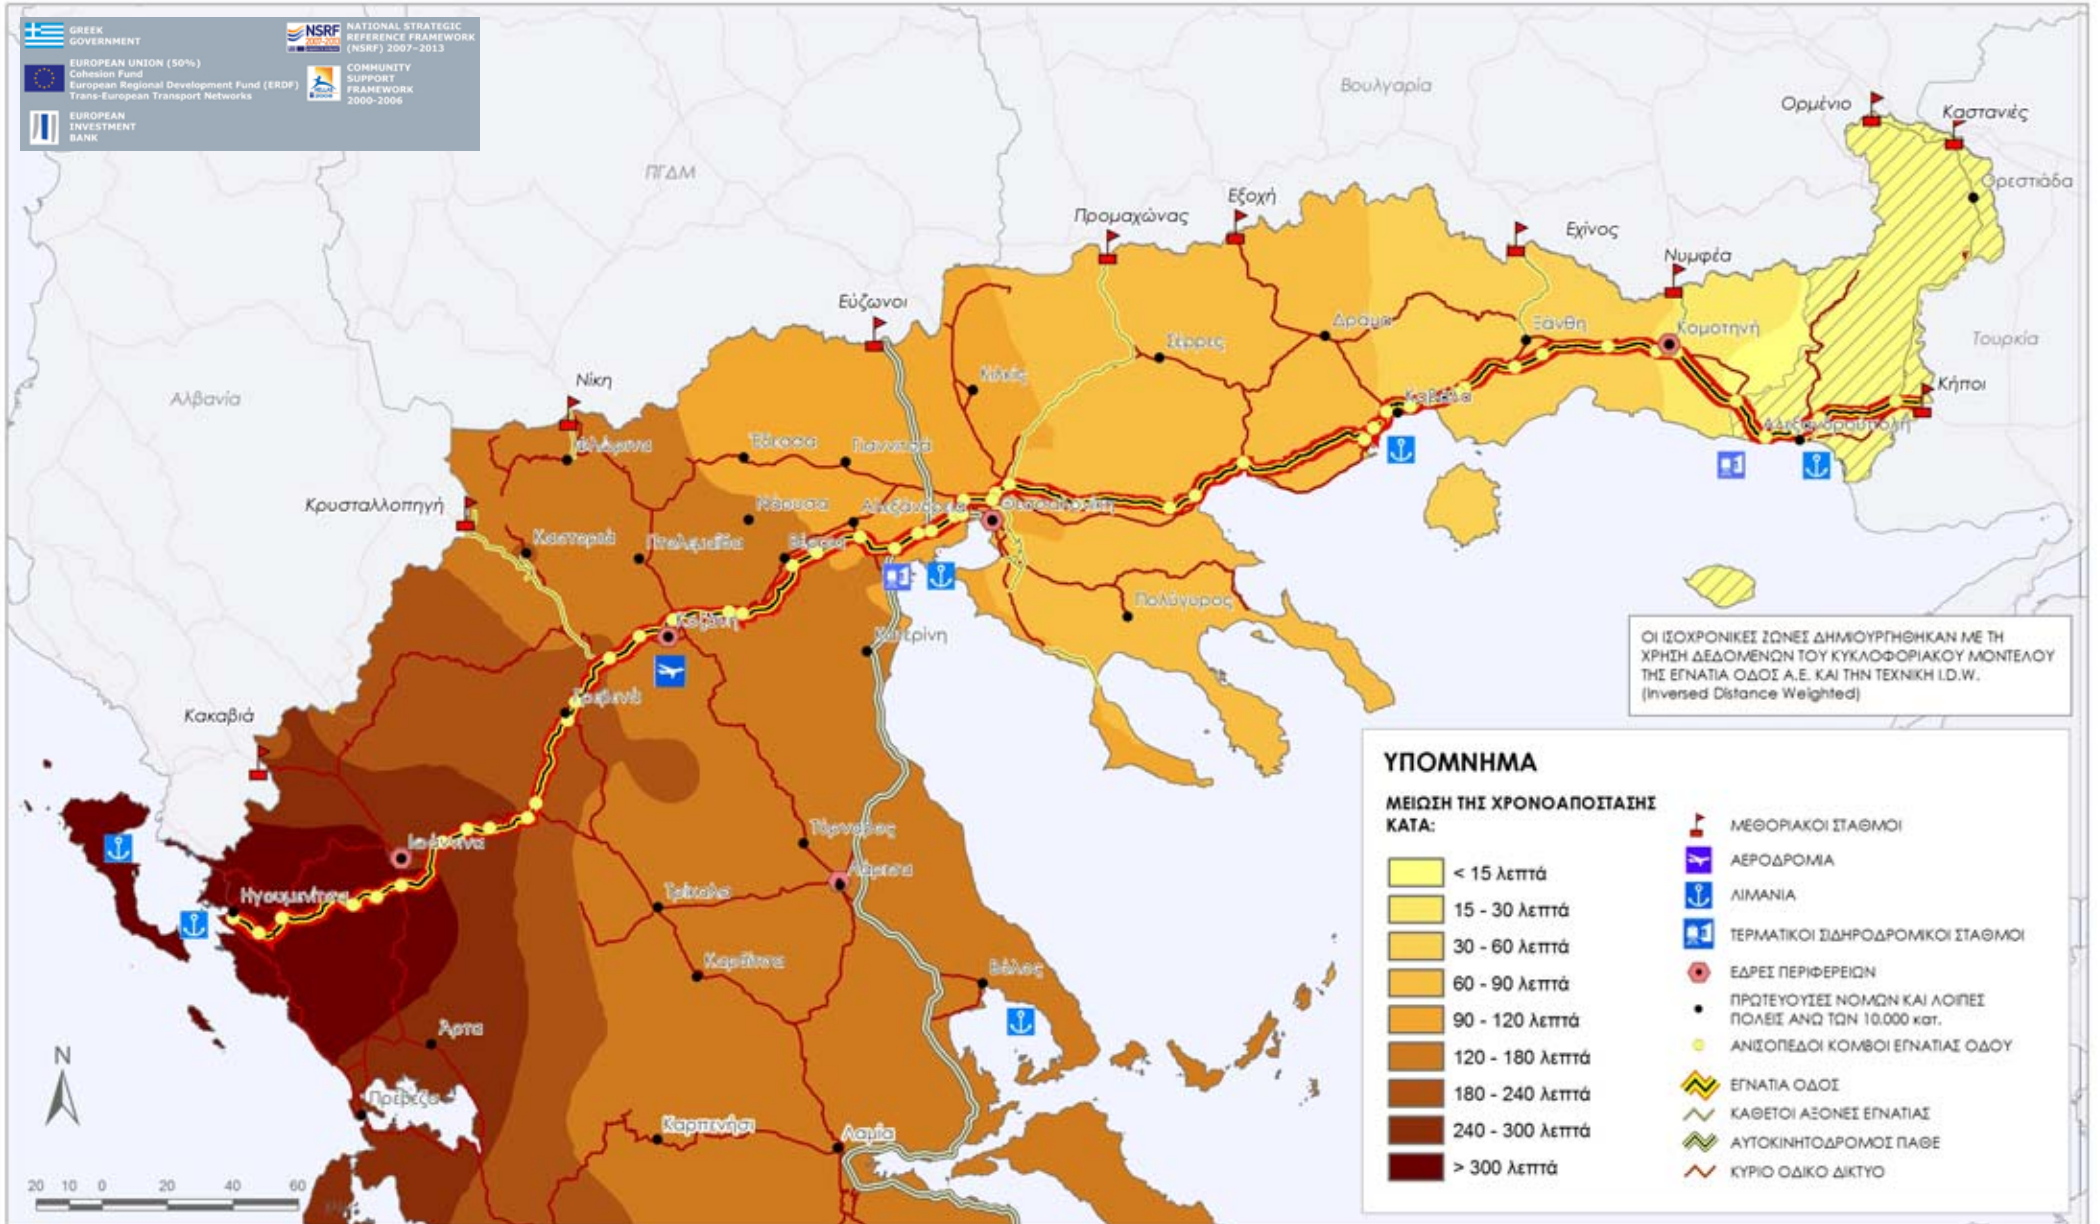 GREEK
GOVERNMENT
EUROPEAN UNION (50%)
Cohesion Fund
European Regional Development Fund (ERDF)
Trans-European Transport Networks
EUROPEAN
INVESTMENT
BANK
NSRF
2007-2013
NATIONAL STRATEGIC
REFERENCE FRAMEWORK
(NSRF) 2007-2013
COMMUNITY
SUPPORT
FRAMEWORK
2000-2006
Βουλγαρία
Ορμένιο
Καστανιές
ΠΓΔΜ
Ορεστιάδα
Εξοχή
Προμαχώνας
Εχίνος
Νυμφέα
Εύζωνοι
Δράμα
Ξάνθη
Κομοτηνή
Σέρρες
Τουρκία
Κιλκίς
Νίκη
Κήποι
Αλβανία
Καβάλα
Αλεξανδρούπολη
Φλώρινα
Έδεσσα
Γιαννιτσά
Κρυσταλλοπηγή
Νάουσα
Αλεξάνδρεια
Θεσσαλονίκη
Καστοριά
Πτολεμαΐδα
Βέροια
Πολύγυρος
Κοζάνη
Κατερίνη
Γρεβενά
Κακαβιά
Τύρναβος
Ιωάννινα
Λάρισα
Ηγουμενίτσα
Τρίκαλα
Καρδίτσα
Βόλος
Άρτα
Πρέβεζα
Καρπενήσι
Λαμία
N
20 10 0 20 40 60
ΟΙ ΙΣΟΧΡΟΝΙΚΕΣ ΖΩΝΕΣ ΔΗΜΙΟΥΡΓΗΘΗΚΑΝ ΜΕ ΤΗ
ΧΡΗΣΗ ΔΕΔΟΜΕΝΩΝ ΤΟΥ ΚΥΚΛΟΦΟΡΙΑΚΟΥ ΜΟΝΤΕΛΟΥ
ΤΗΣ ΕΓΝΑΤΙΑ ΟΔΟΣ Α.Ε. ΚΑΙ ΤΗΝ ΤΕΧΝΙΚΗ I.D.W.
(Inversed Distance Weighted)
ΥΠΟΜΝΗΜΑ
ΜΕΙΩΣΗ ΤΗΣ ΧΡΟΝΟΑΠΟΣΤΑΣΗΣ
ΚΑΤΑ:
< 15 λεπτά
15 - 30 λεπτά
30 - 60 λεπτά
60 - 90 λεπτά
90 - 120 λεπτά
120 - 180 λεπτά
180 - 240 λεπτά
240 - 300 λεπτά
> 300 λεπτά
ΜΕΘΟΡΙΑΚΟΙ ΣΤΑΘΜΟΙ
ΑΕΡΟΔΡΟΜΙΑ
ΛΙΜΑΝΙΑ
ΤΕΡΜΑΤΙΚΟΙ ΣΙΔΗΡΟΔΡΟΜΙΚΟΙ ΣΤΑΘΜΟΙ
ΕΔΡΕΣ ΠΕΡΙΦΕΡΕΙΩΝ
ΠΡΩΤΕΥΟΥΣΕΣ ΝΟΜΩΝ ΚΑΙ ΛΟΙΠΕΣ
ΠΟΛΕΙΣ ΑΝΩ ΤΩΝ 10.000 κατ.
ΑΝΙΣΟΠΕΔΟΙ ΚΟΜΒΟΙ ΕΓΝΑΤΙΑΣ ΟΔΟΥ
ΕΓΝΑΤΙΑ ΟΔΟΣ
ΚΑΘΕΤΟΙ ΑΞΟΝΕΣ ΕΓΝΑΤΙΑΣ
ΑΥΤΟΚΙΝΗΤΟΔΡΟΜΟΣ ΠΑΘΕ
ΚΥΡΙΟ ΟΔΙΚΟ ΔΙΚΤΥΟ